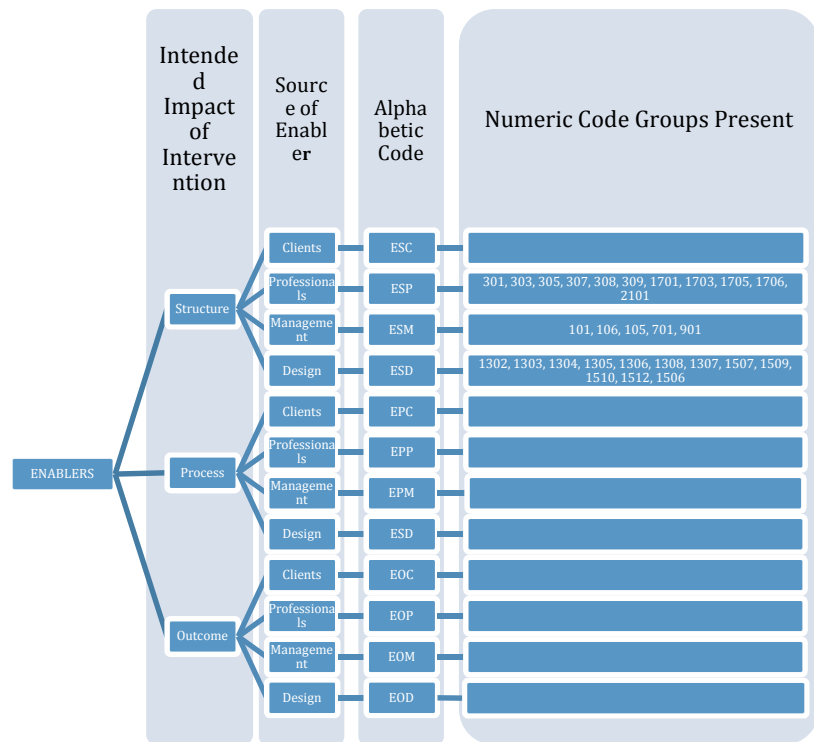 Intende
d
Impact
of
Interve
ntion
Sourc
e of
Enabl
er
Alpha
betic
Code
Numeric Code Groups Present
ENABLERS
Structure
Clients
ESC
Professiona
ls
ESP
301, 303, 305, 307, 308, 309, 1701, 1703, 1705, 1706,
2101
Manageme
nt
ESM
101, 106, 105, 701, 901
Design
ESD
1302, 1303, 1304, 1305, 1306, 1308, 1307, 1507, 1509,
1510, 1512, 1506
Process
Clients
EPC
Professiona
ls
EPP
Manageme
nt
EPM
Design
ESD
Outcome
Clients
EOC
Professiona
ls
EOP
Manageme
nt
EOM
Design
EOD